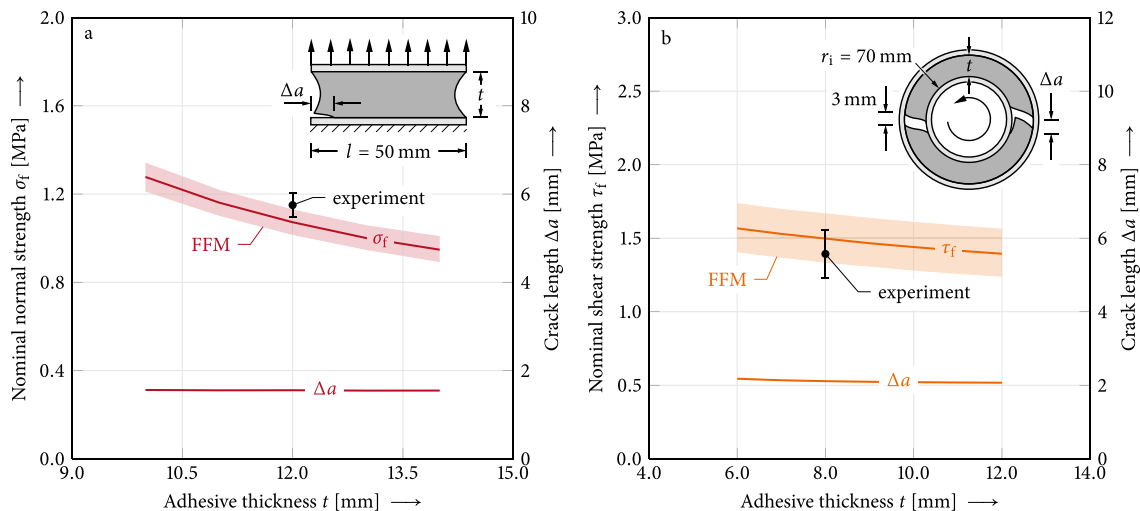 a
2.0
1.6
1.2
0.8
0.4
0.0
Nominal normal strength σf [MPa] ⟶
10
8
6
4
2
0
Crack length Δa [mm] ⟶
9.0 10.5 12.0 13.5 15.0
Adhesive thickness t [mm] ⟶
Δa
t
l = 50 mm
experiment
FFM
σf
Δa
b
3.0
2.5
2.0
1.5
1.0
0.5
0.0
Nominal shear strength τf [MPa] ⟶
12
10
8
6
4
2
0
Crack length Δa [mm] ⟶
4.0 6.0 8.0 10.0 12.0 14.0
Adhesive thickness t [mm] ⟶
ri = 70 mm
t
Δa
3 mm
τf
FFM
experiment
Δa